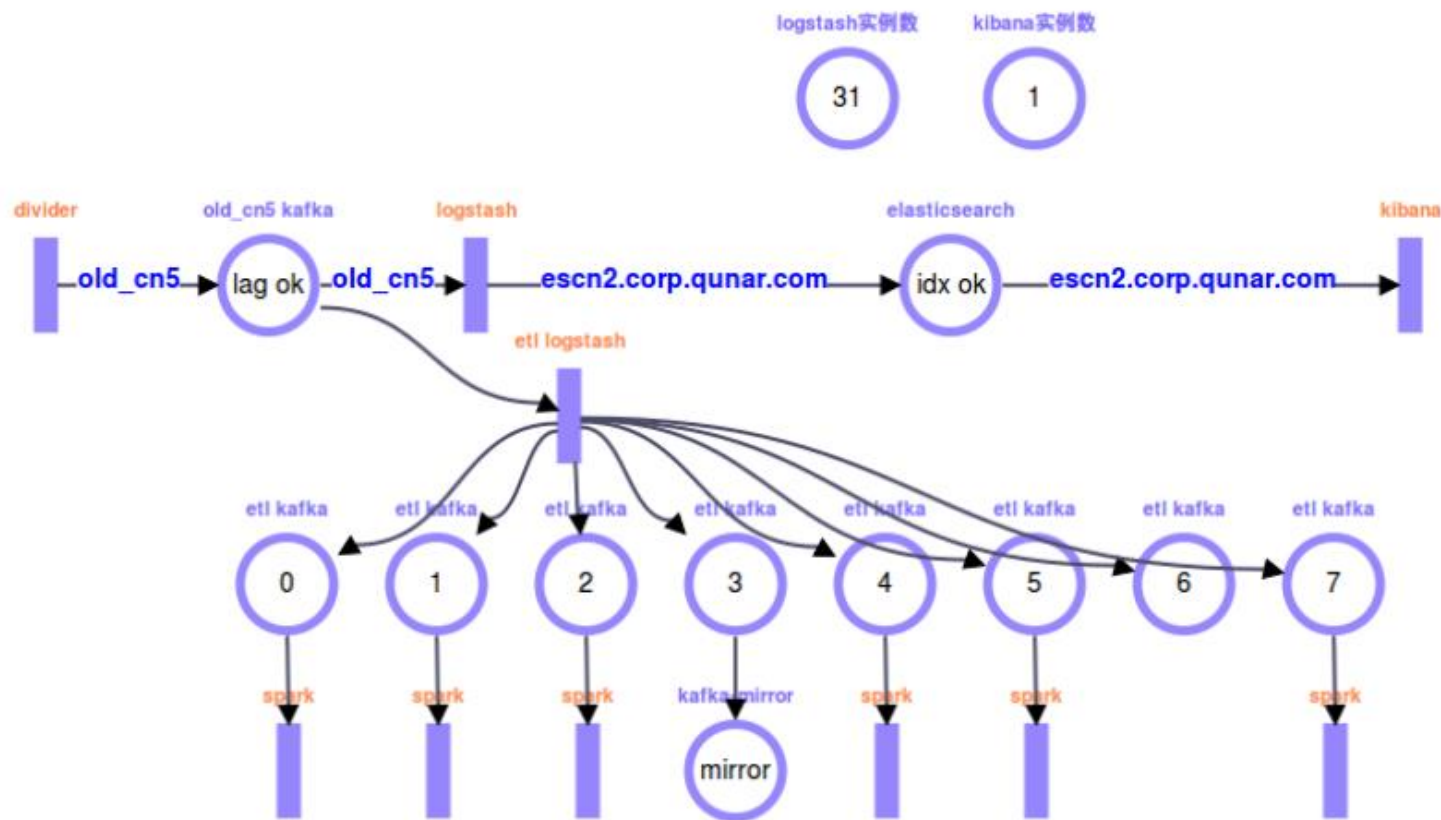 logstash实例数
kibana实例数
31
1
divider
old_cn5 kafka
logstash
elasticsearch
kibana
old_cn5
lag ok
old_cn5
escn2.corp.qunar.com
idx ok
escn2.corp.qunar.com
etl logstash
etl kafka
etl kafka
etl kafka
etl kafka
etl kafka
etl kafka
etl kafka
etl kafka
0
1
2
3
4
5
6
7
spark
spark
spark
kafka-mirror
spark
spark
spark
mirror